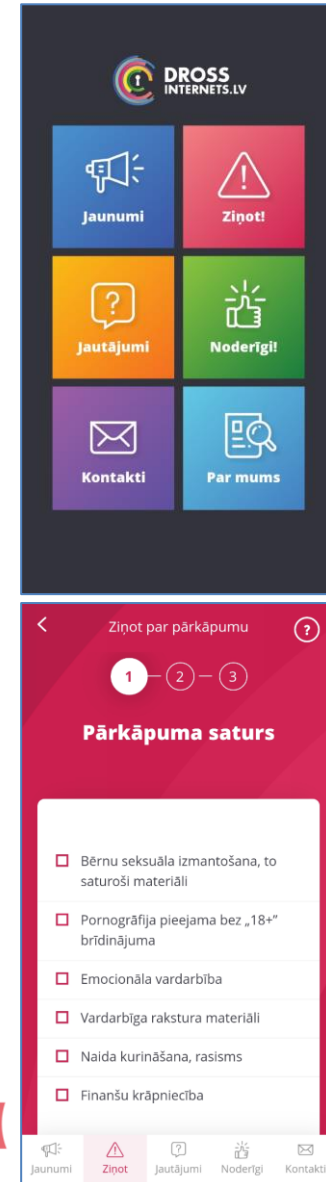 DROSS
INTERNETS.LV
Jaunumi
Ziņot!
Jautājumi
Noderīgi!
Kontakti
Par mums
Ziņot par pārkāpumu
?
1
2
3
Pārkāpuma saturs
Bērnu seksuāla izmantošana, to
saturoši materiāli
Pornogrāfija pieejama bez „18+”
brīdinājuma
Emocionāla vardarbība
Vardarbīga rakstura materiāli
Naida kurināšana, rasisms
Finanšu krāpniecība
Jaunumi
Ziņot
Jautājumi
Noderīgi
Kontakti